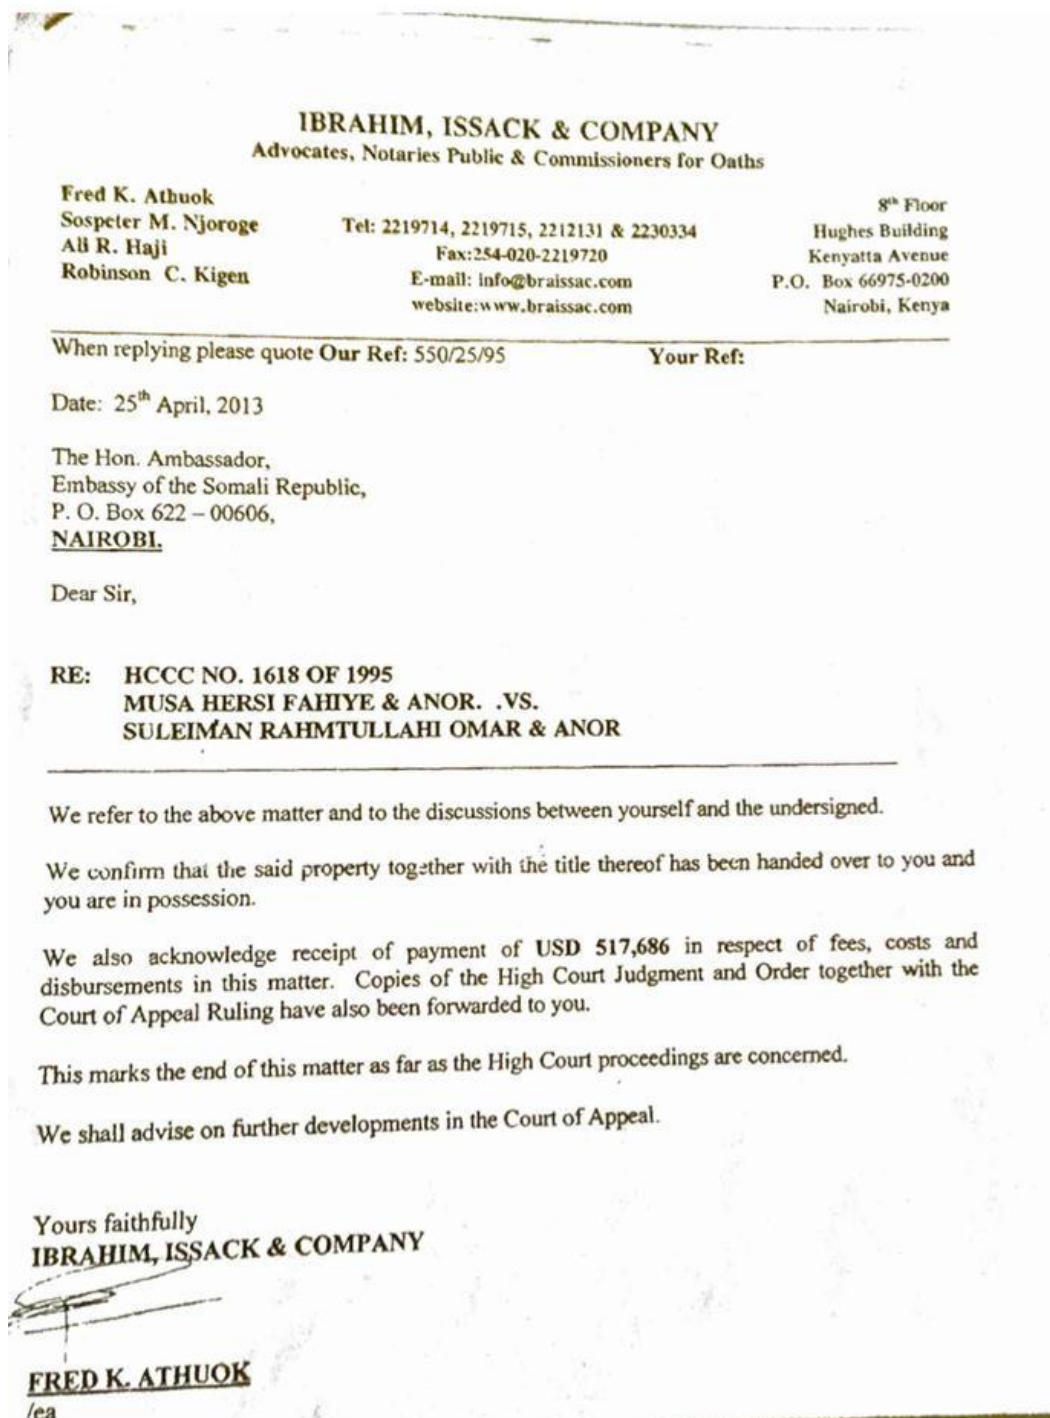 IBRAHIM, ISSACK & COMPANY
Advocates, Notaries Public & Commissioners for Oaths
Fred K. Athuok
Sospeter M. Njoroge
Ali R. Haji
Robinson C. Kigen
Tel: 2219714, 2219715, 2212131 & 2230334
Fax:254-020-2219720
E-mail: info@braissac.com
website:www.braissac.com
8th Floor
Hughes Building
Kenyatta Avenue
P.O. Box 66975-0200
Nairobi, Kenya
When replying please quote Our Ref: 550/25/95 Your Ref:
Date: 25th April, 2013
The Hon. Ambassador,
Embassy of the Somali Republic,
P. O. Box 622 – 00606,
NAIROBI.
Dear Sir,
RE: HCCC NO. 1618 OF 1995
MUSA HERSI FAHIYE & ANOR. .VS.
SULEIMAN RAHMTULLAHI OMAR & ANOR
We refer to the above matter and to the discussions between yourself and the undersigned.
We confirm that the said property together with the title thereof has been handed over to you and
you are in possession.
We also acknowledge receipt of payment of USD 517,686 in respect of fees, costs and
disbursements in this matter. Copies of the High Court Judgment and Order together with the
Court of Appeal Ruling have also been forwarded to you.
This marks the end of this matter as far as the High Court proceedings are concerned.
We shall advise on further developments in the Court of Appeal.
Yours faithfully
IBRAHIM, ISSACK & COMPANY
FRED K. ATHUOK
/ea